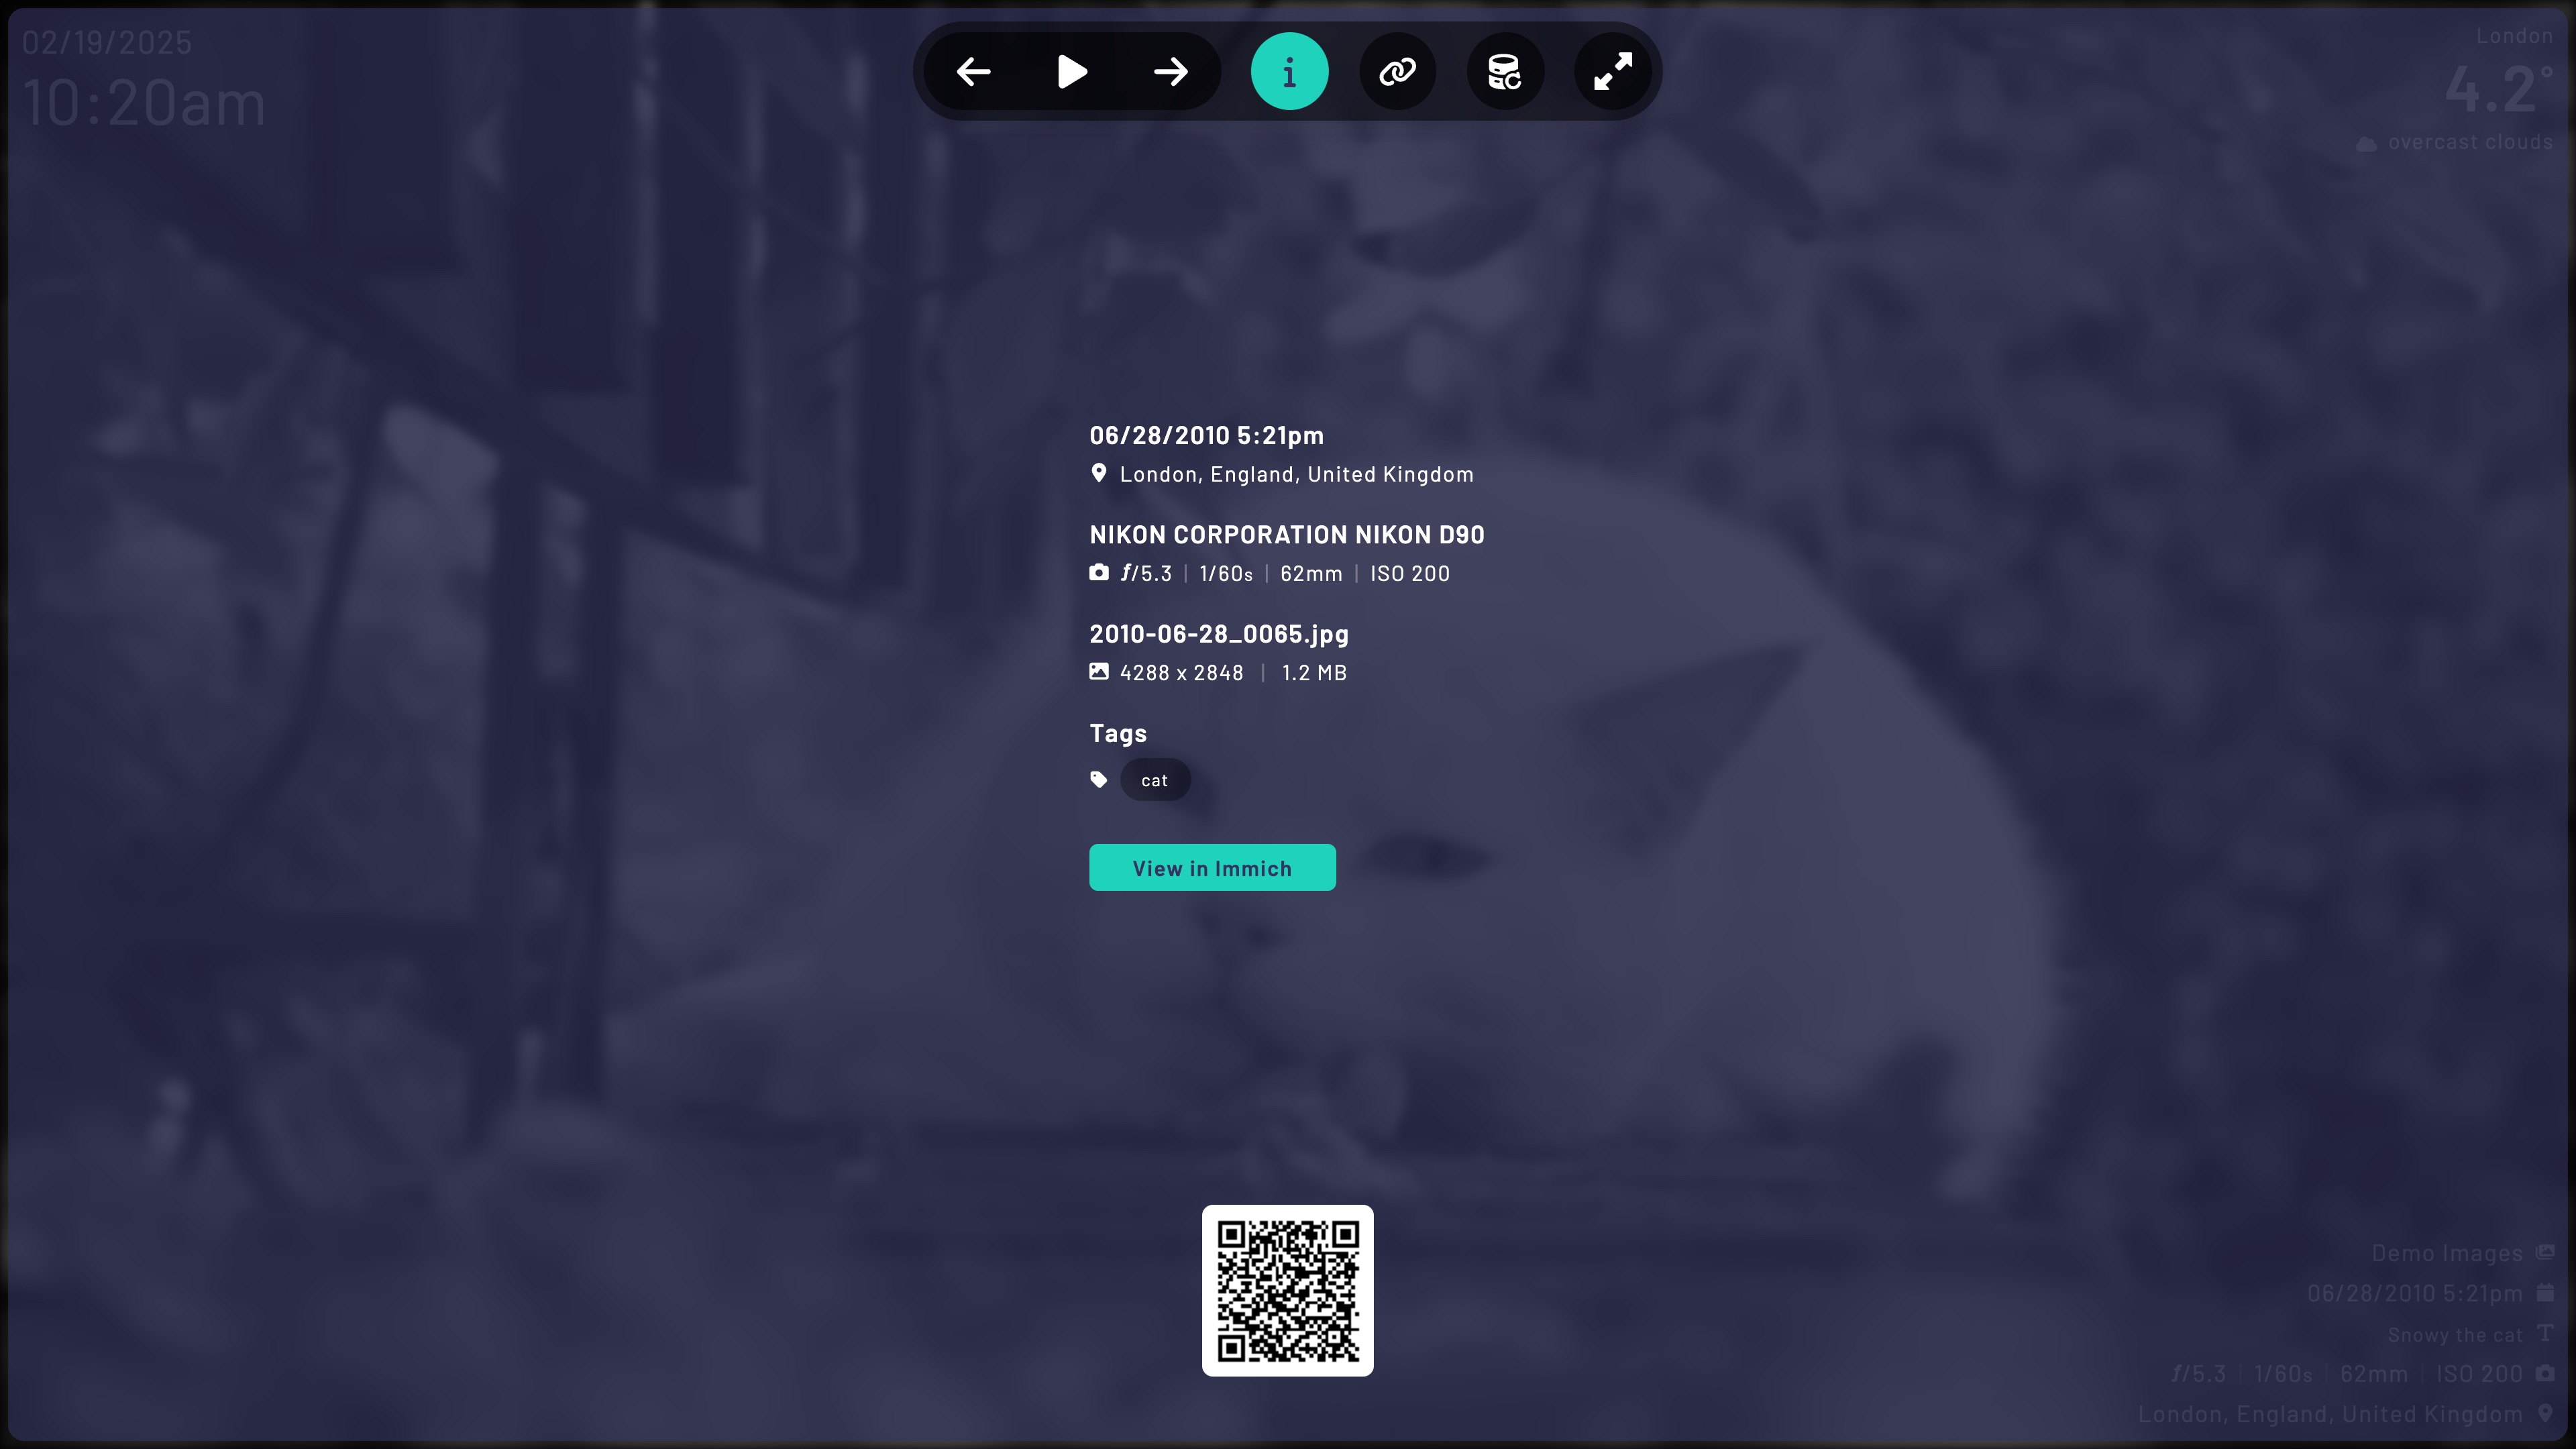 02/19/2025
10:20am
London
4.2°
overcast clouds
06/28/2010 5:21pm
London, England, United Kingdom
NIKON CORPORATION NIKON D90
ƒ/5.3 | 1/60s | 62mm | ISO 200
2010-06-28_0065.jpg
4288 x 2848 | 1.2 MB
Tags
cat
View in Immich
Demo Images
06/28/2010 5:21pm
Snowy the cat
ƒ/5.3 | 1/60s | 62mm | ISO 200
London, England, United Kingdom